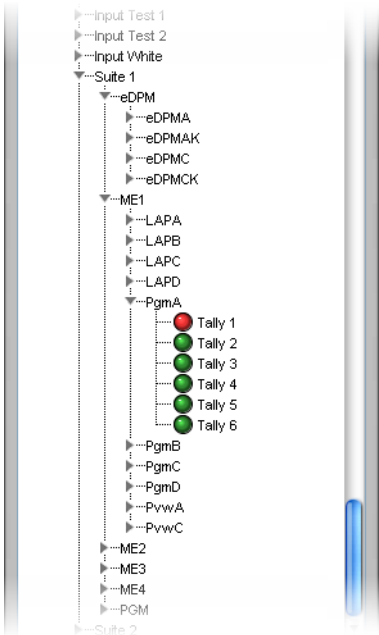 Input Test 1
Input Test 2
Input White
Suite 1
eDPM
eDPMA
eDPMAK
eDPMC
eDPMCK
ME1
LAPA
LAPB
LAPC
LAPD
PgmA
Tally 1
Tally 2
Tally 3
Tally 4
Tally 5
Tally 6
PgmB
PgmC
PgmD
PvwA
PvwC
ME2
ME3
ME4
PGM
Suite 2